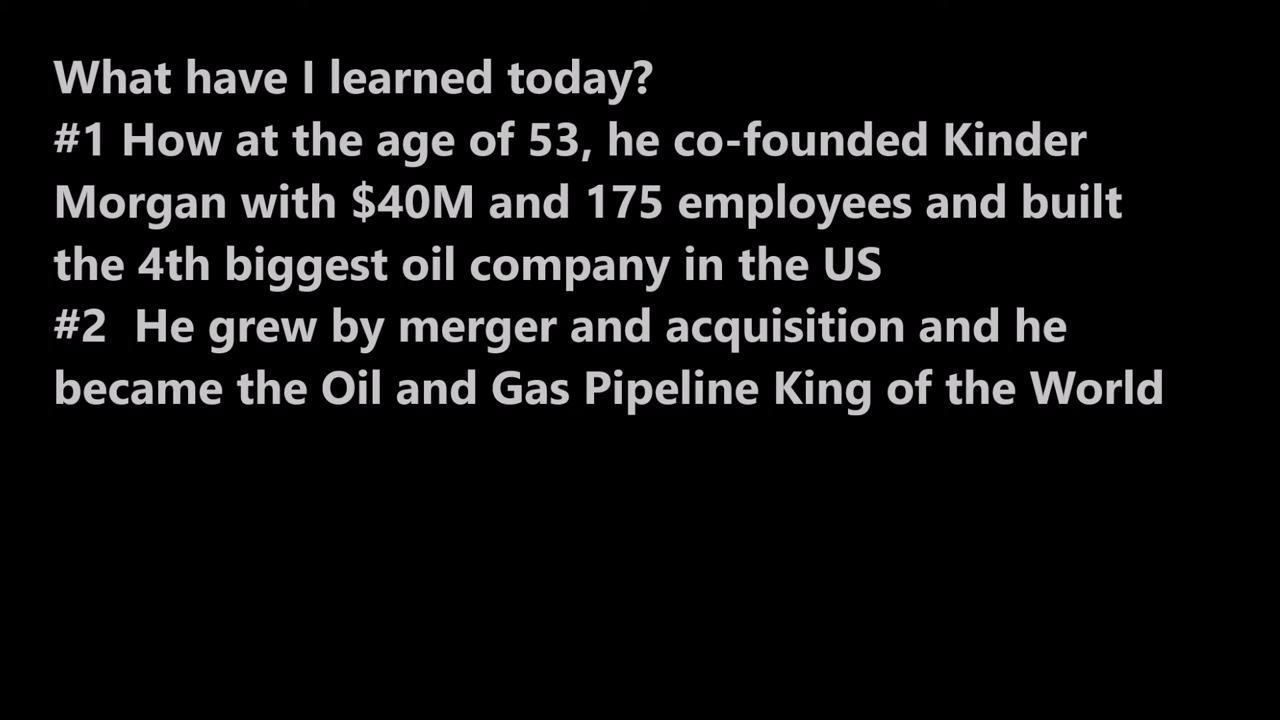 What have I learned today?
#1 How at the age of 53, he co-founded Kinder
Morgan with $40M and 175 employees and built
the 4th biggest oil company in the US
#2  He grew by merger and acquisition and he
became the Oil and Gas Pipeline King of the World